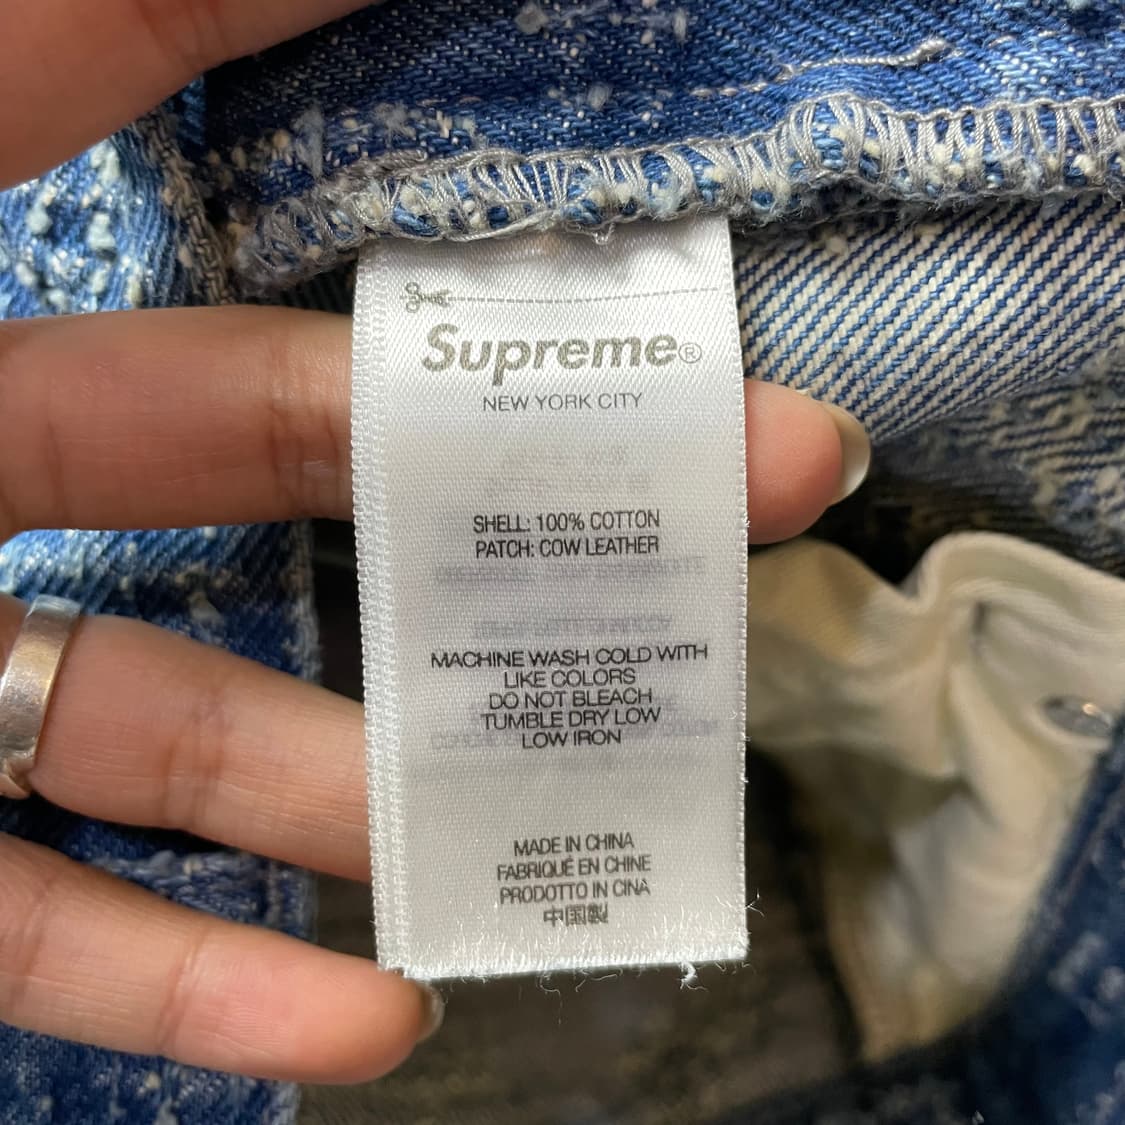 Supreme®
NEW YORK CITY
SHELL: 100% COTTON
PATCH: COW LEATHER
MACHINE WASH COLD WITH
LIKE COLORS
DO NOT BLEACH
TUMBLE DRY LOW
LOW IRON
MADE IN CHINA
FABRIQUÉ EN CHINE
PRODOTTO IN CINA
中国製